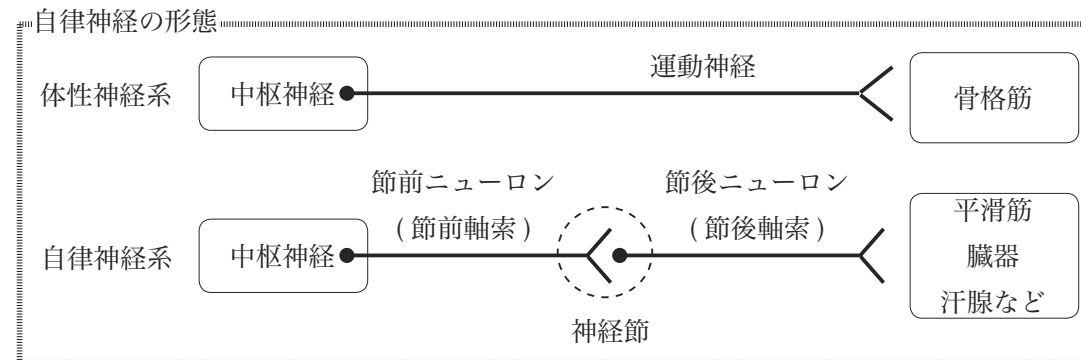 自律神経の形態
体性神経系
中枢神経
運動神経
骨格筋
自律神経系
中枢神経
節前ニューロン
(節前軸索)
神経節
節後ニューロン
(節後軸索)
平滑筋
臓器
汗腺など